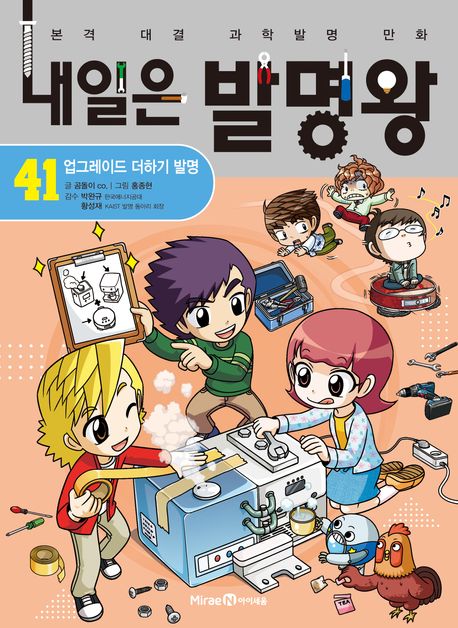 본격 대결 과학발명 만화
내일은 발명왕
41 업그레이드 더하기 발명
글 곰돌이 co. | 그림 홍종현
감수 박완규 한국에너지공대
황성재 KAIST 발명 동아리 회장
TEA
Mirae N 아이세움